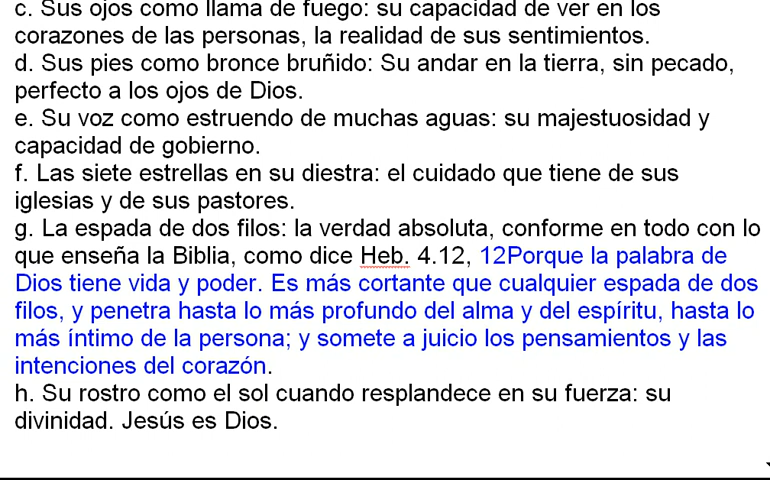 c. Sus ojos como llama de fuego: su capacidad de ver en los
corazones de las personas, la realidad de sus sentimientos.
d. Sus pies como bronce bruñido: Su andar en la tierra, sin pecado,
perfecto a los ojos de Dios.
e. Su voz como estruendo de muchas aguas: su majestuosidad y
capacidad de gobierno.
f. Las siete estrellas en su diestra: el cuidado que tiene de sus
iglesias y de sus pastores.
g. La espada de dos filos: la verdad absoluta, conforme en todo con lo
que enseña la Biblia, como dice Heb. 4.12, 12Porque la palabra de
Dios tiene vida y poder. Es más cortante que cualquier espada de dos
filos, y penetra hasta lo más profundo del alma y del espíritu, hasta lo
más íntimo de la persona; y somete a juicio los pensamientos y las
intenciones del corazón.
h. Su rostro como el sol cuando resplandece en su fuerza: su
divinidad. Jesús es Dios.